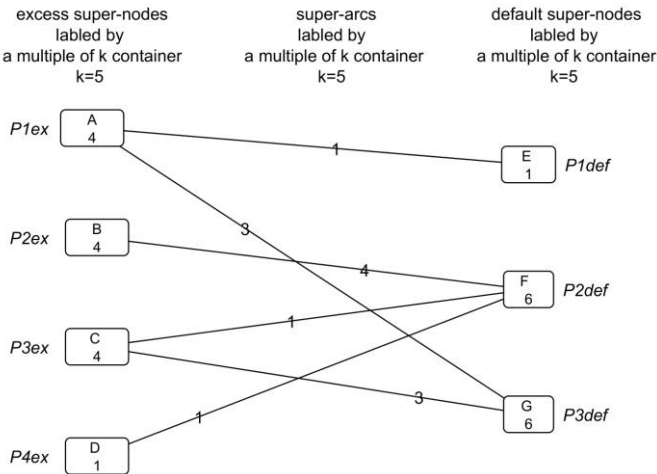 excess super-nodes
labled by
a multiple of k container
k=5
super-arcs
labled by
a multiple of k container
k=5
default super-nodes
labled by
a multiple of k container
k=5
P1ex
A
4
1
E
1
P1def
P2ex
B
4
3
4
F
6
P2def
P3ex
C
4
1
3
G
6
P3def
P4ex
D
1
1